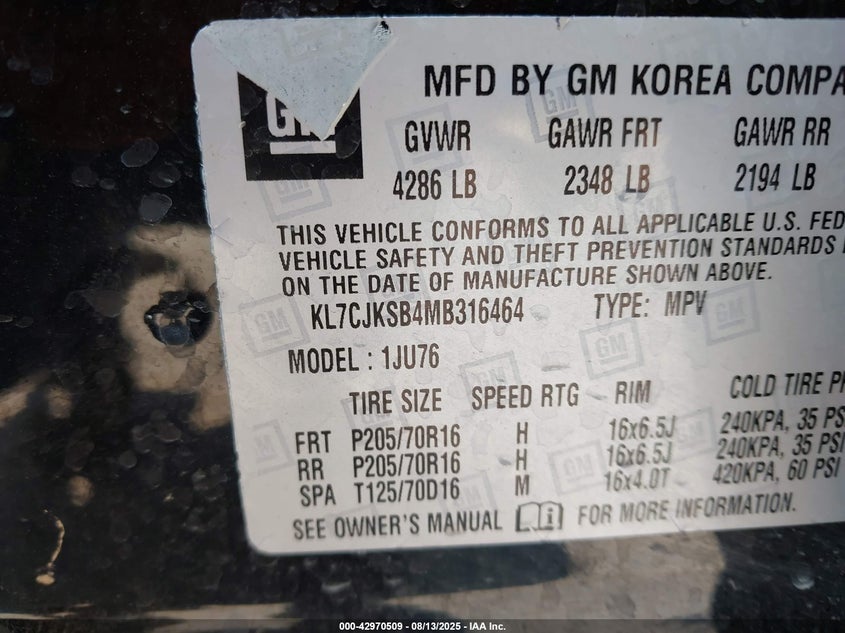 GM
MFD BY GM KOREA COMPA
GVWR GAWR FRT GAWR RR
4286 LB 2348 LB 2194 LB
THIS VEHICLE CONFORMS TO ALL APPLICABLE U.S. FED
VEHICLE SAFETY AND THEFT PREVENTION STANDARDS
ON THE DATE OF MANUFACTURE SHOWN ABOVE.
KL7CJKSB4MB316464 TYPE: MPV
MODEL : 1JU76
TIRE SIZE SPEED RTG RIM COLD TIRE
FRT P205/70R16 H 16x6.5J 240KPA, 35 PSI
RR P205/70R16 H 16x6.5J 240KPA, 35 PSI
SPA T125/70D16 M 16x4.0T 420KPA, 60 PSI
SEE OWNER'S MANUAL FOR MORE INFORMATION.
000-42970509 - 08/13/2025 - IAA Inc.